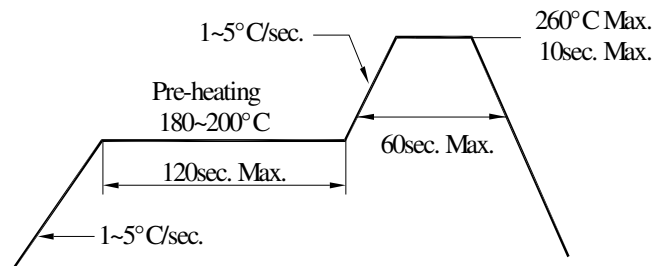 1~5°C/sec.
260°C Max.
10sec. Max.
Pre-heating
180~200°C
60sec. Max.
120sec. Max.
1~5°C/sec.